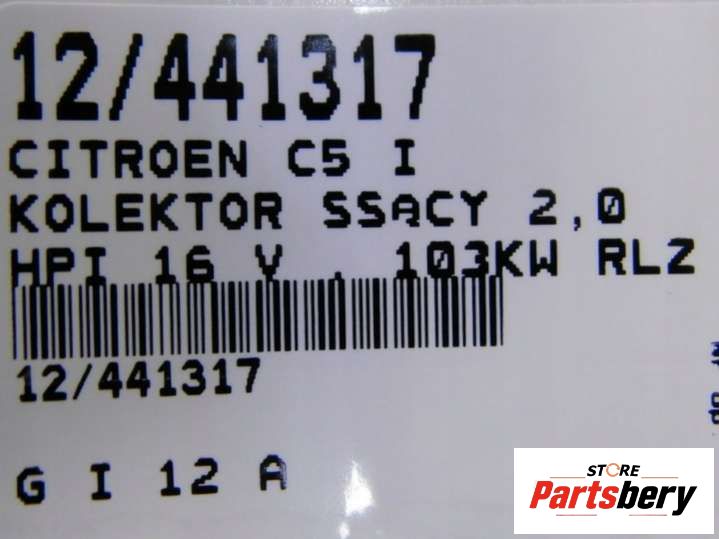 12/441317
CITROEN C5 I
KOLEKTOR SSĄCY 2,0
HPI 16 V . 103KW RLZ
12/441317
G I 12 A
STORE
Partsbery